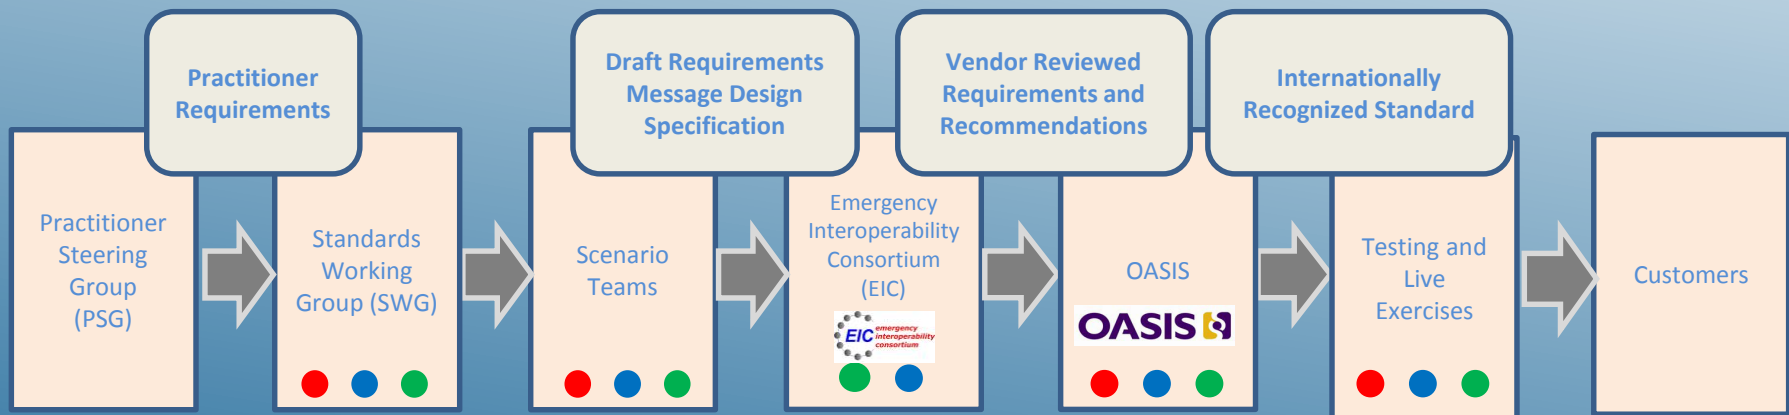 Practitioner
Requirements
Draft Requirements
Message Design
Specification
Vendor Reviewed
Requirements and
Recommendations
Internationally
Recognized Standard
Practitioner
Steering
Group
(PSG)
Standards
Working
Group (SWG)
Scenario
Teams
Emergency
Interoperability
Consortium
(EIC)
EIC emergency
interoperability
consortium
OASIS
OASIS
Testing and
Live
Exercises
Customers